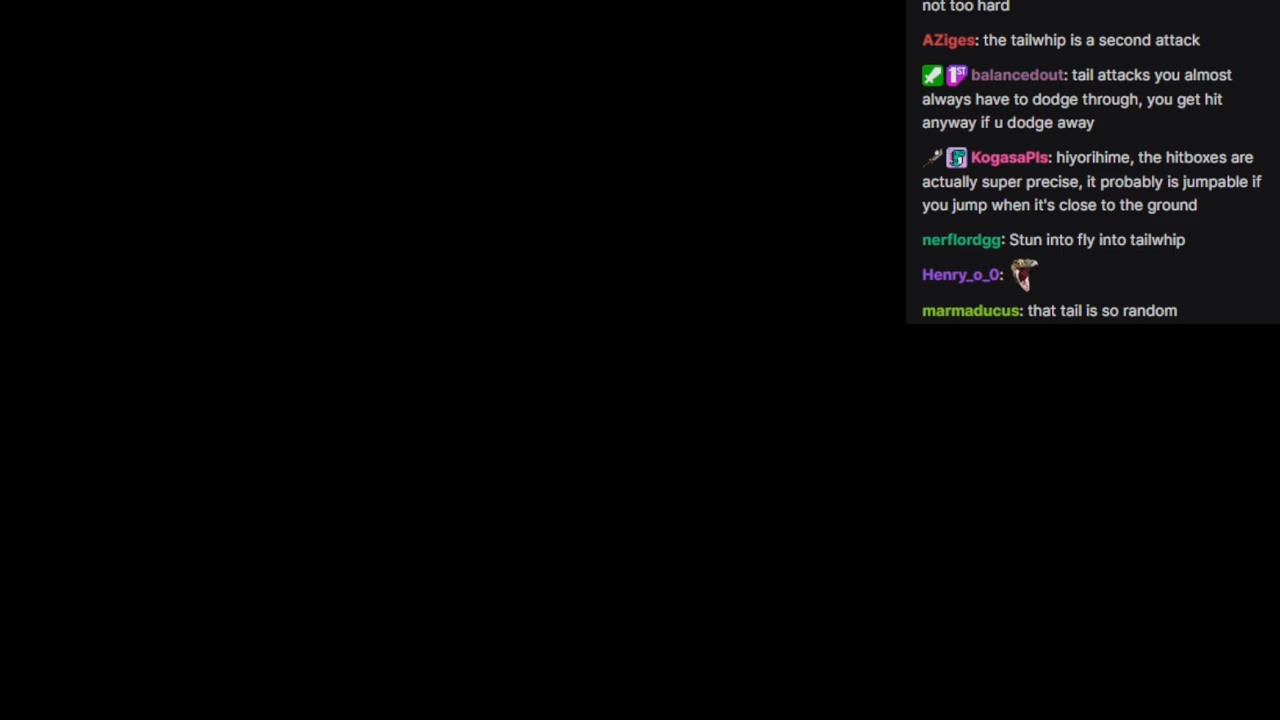 not too hard
AZiges: the tailwhip is a second attack
1ST balancedout: tail attacks you almost
always have to dodge through, you get hit
anyway if u dodge away
KogasaPls: hiyorihime, the hitboxes are
actually super precise, it probably is jumpable if
you jump when it's close to the ground
nerflordgg: Stun into fly into tailwhip
Henry_o_0:
marmaducus: that tail is so random